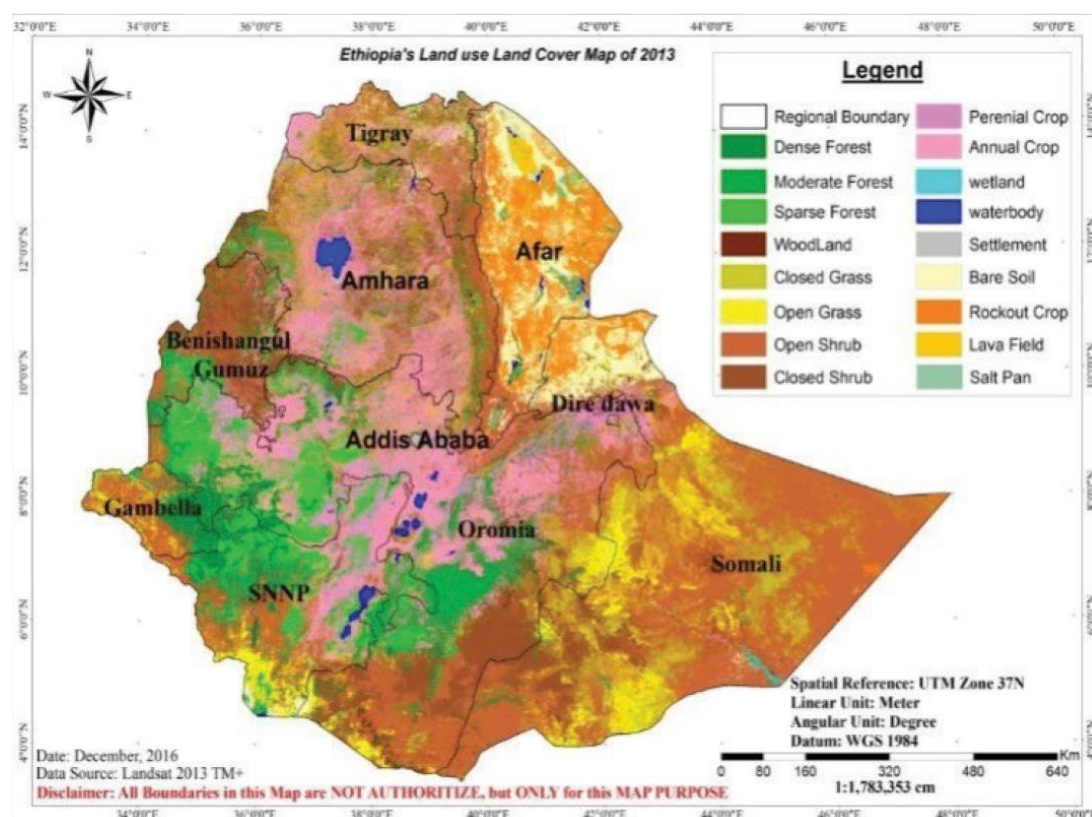 32°0'0"E 34°0'0"E 36°0'0"E 38°0'0"E 40°0'0"E 42°0'0"E 44°0'0"E 46°0'0"E 48°0'0"E 50°0'0"E
Ethiopia's Land use Land Cover Map of 2013
N
W E
S
Legend
Regional Boundary
Dense Forest
Moderate Forest
Sparse Forest
WoodLand
Closed Grass
Open Grass
Open Shrub
Closed Shrub
Perenial Crop
Annual Crop
wetland
waterbody
Settlement
Bare Soil
Rockout Crop
Lava Field
Salt Pan
14°0'0"N
12°0'0"N
10°0'0"N
8°0'0"N
6°0'0"N
4°0'0"N
Tigray
Afar
Amhara
Benishangul
Gumuz
Dire dawa
Addis Ababa
Gambella
Oromia
Somali
SNNP
Spatial Reference: UTM Zone 37N
Linear Unit: Meter
Angular Unit: Degree
Datum: WGS 1984
Km
0 80 160 320 480 640
1:1,783,353 cm
Date: December, 2016
Data Source: Landsat 2013 TM+
Disclaimer: All Boundaries in this Map are NOT AUTHORITIZE, but ONLY for this MAP PURPOSE
34°0'0"E 36°0'0"E 38°0'0"E 40°0'0"E 42°0'0"E 44°0'0"E 46°0'0"E 48°0'0"E